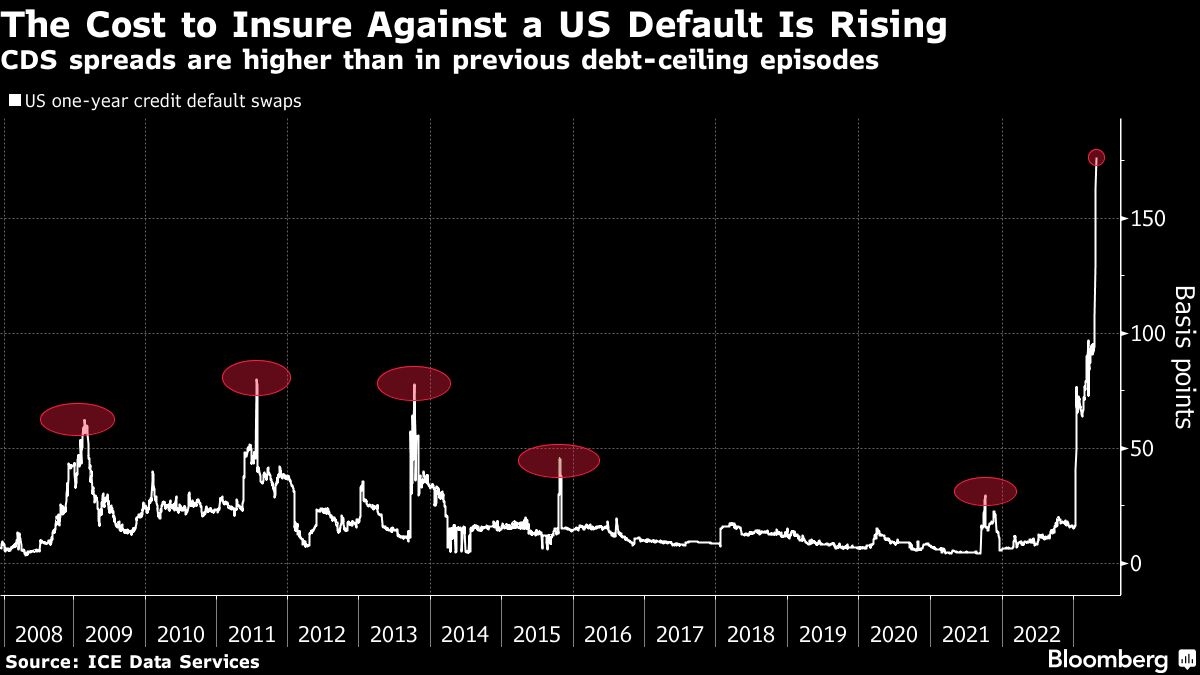 The Cost to Insure Against a US Default Is Rising
CDS spreads are higher than in previous debt-ceiling episodes
US one-year credit default swaps
150
100
50
0
Basis points
2008 2009 2010 2011 2012 2013 2014 2015 2016 2017 2018 2019 2020 2021 2022
Source: ICE Data Services
Bloomberg